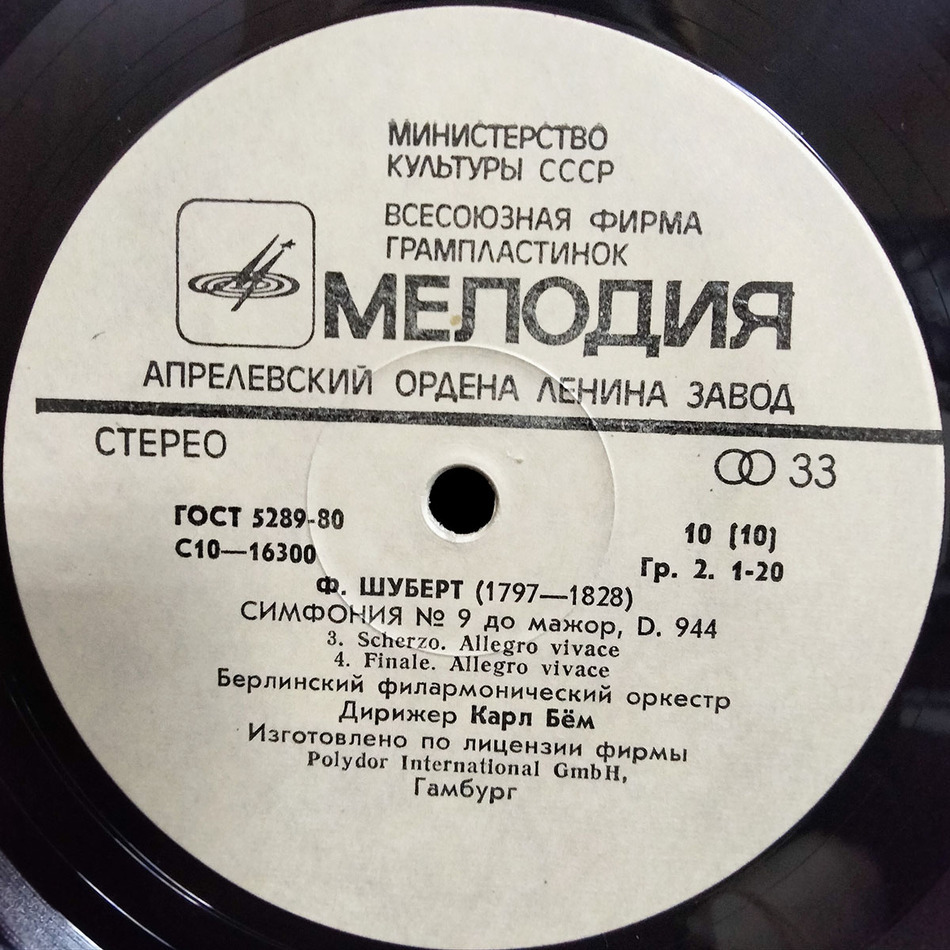 МИНИСТЕРСТВО
КУЛЬТУРЫ СССР
ВСЕСОЮЗНАЯ ФИРМА
ГРАМПЛАСТИНОК
МЕЛОДИЯ
АПРЕЛЕВСКИЙ ОРДЕНА ЛЕНИНА ЗАВОД
СТЕРЕО
33
ГОСТ 5289-80
10 (10)
С10—16300
Гр. 2. 1-20
Ф. ШУБЕРТ (1797—1828)
СИМФОНИЯ № 9 до мажор, D. 944
3. Scherzo. Allegro vivace
4. Finale. Allegro vivace
Берлинский филармонический оркестр
Дирижер Карл Бём
Изготовлено по лицензии фирмы
Polydor International GmbH,
Гамбург